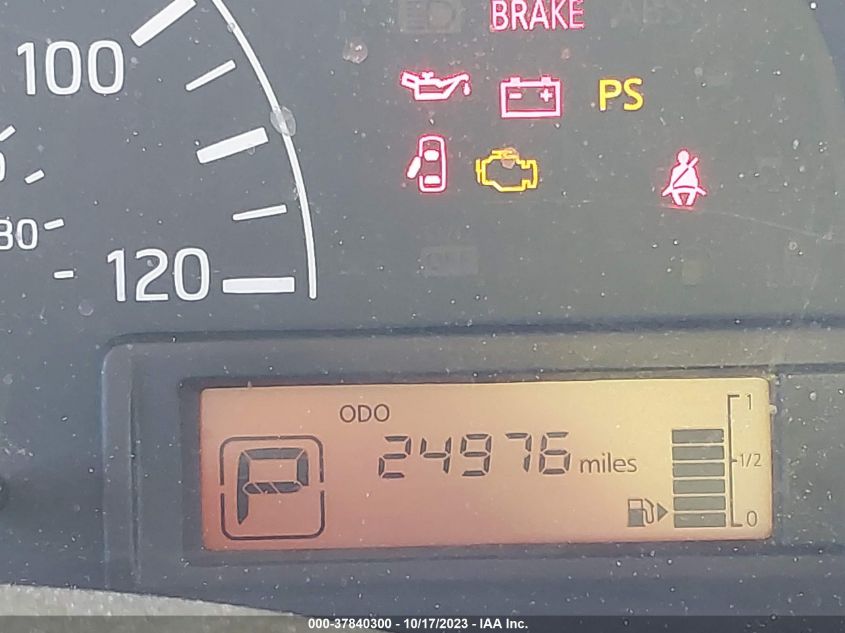 BRAKE ABS
100
PS
80
120
ODO
24976 miles
P
1
1/2
0
000-37840300 - 10/17/2023 - IAA Inc.